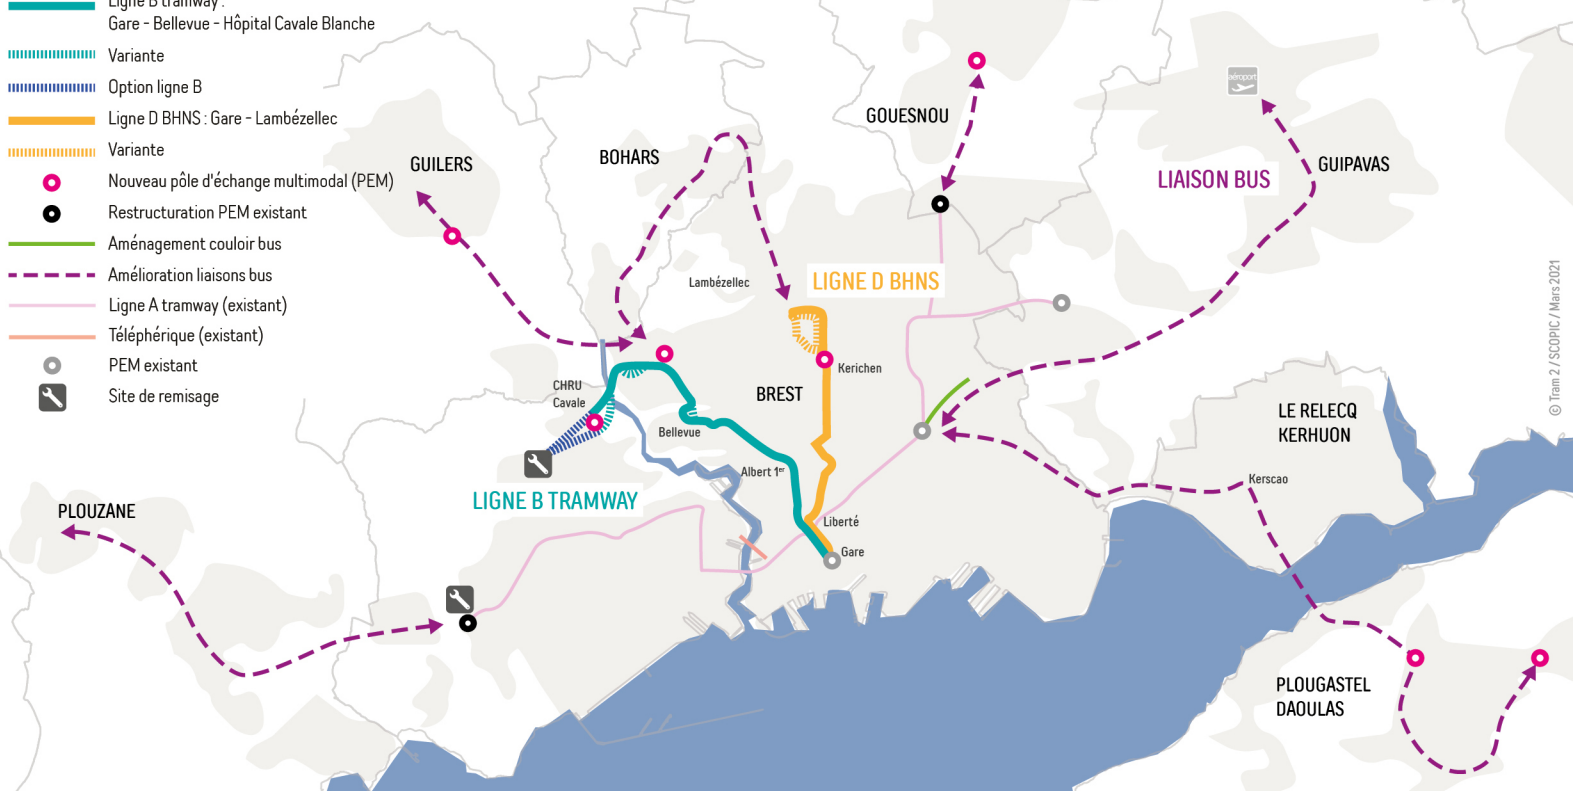 Ligne B tramway :
Gare - Bellevue - Hôpital Cavale Blanche
Variante
Option ligne B
Ligne D BHNS : Gare - Lambézellec
Variante
Nouveau pôle d'échange multimodal (PEM)
Restructuration PEM existant
Aménagement couloir bus
Amélioration liaisons bus
Ligne A tramway (existant)
Téléphérique (existant)
PEM existant
Site de remisage
GUILERS
BOHARS
GOUESNOU
aéroport
LIAISON BUS
GUIPAVAS
Lambézellec
LIGNE D BHNS
Kerichen
CHRU
Cavale
BREST
Bellevue
LE RELECQ
KERHUON
Albert 1er
Kerscao
LIGNE B TRAMWAY
PLOUZANE
Liberté
Gare
PLOUGASTEL
DAOULAS
© Tram 2 / SCOPIC / Mars 2021